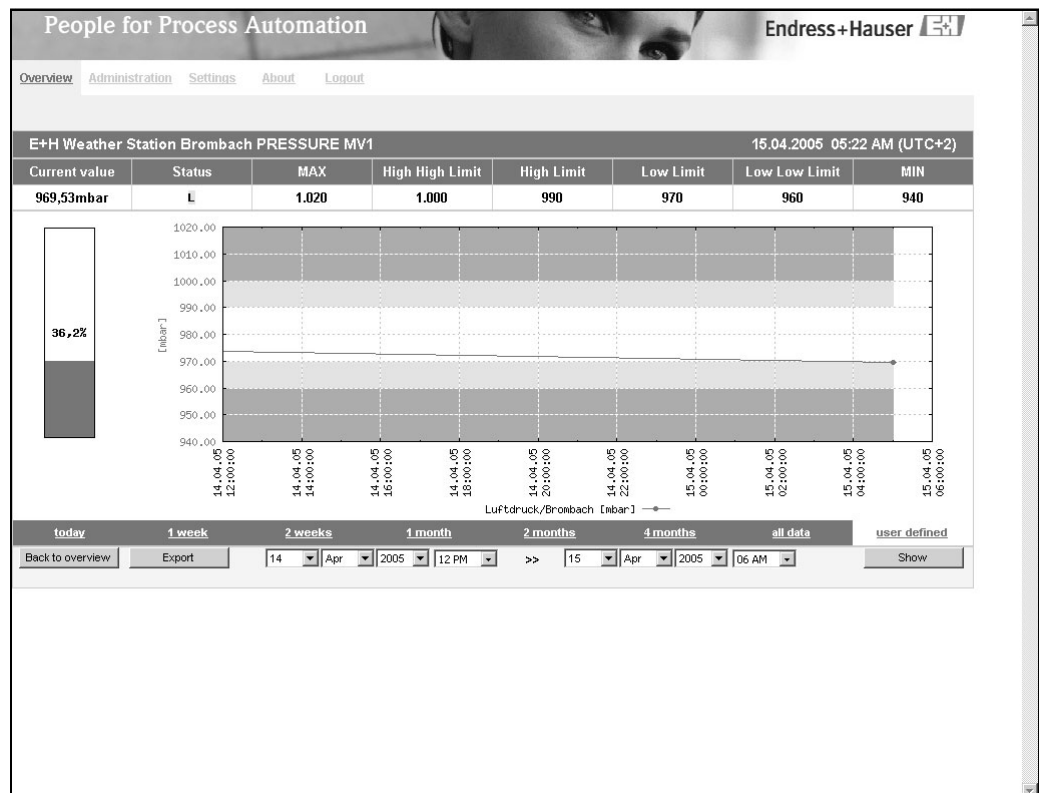 People for Process Automation
Endress+Hauser EH
Overview Administration Settings About Logout
E+H Weather Station Brombach PRESSURE MV1 15.04.2005 05:22 AM (UTC+2)
Current value Status MAX High High Limit High Limit Low Limit Low Low Limit MIN
969,53mbar L 1.020 1.000 990 970 960 940
36,2%
[mbar]
1020.00
1010.00
1000.00
990.00
980.00
970.00
960.00
950.00
940.00
14.04.05 12:00:00
14.04.05 14:00:00
14.04.05 16:00:00
14.04.05 18:00:00
14.04.05 20:00:00
14.04.05 22:00:00
15.04.05 00:00:00
15.04.05 02:00:00
15.04.05 04:00:00
15.04.05 06:00:00
Luftdruck/Brombach [mbar]
today 1 week 2 weeks 1 month 2 months 4 months all data user defined
Back to overview Export 14 Apr 2005 12 PM >> 15 Apr 2005 06 AM Show